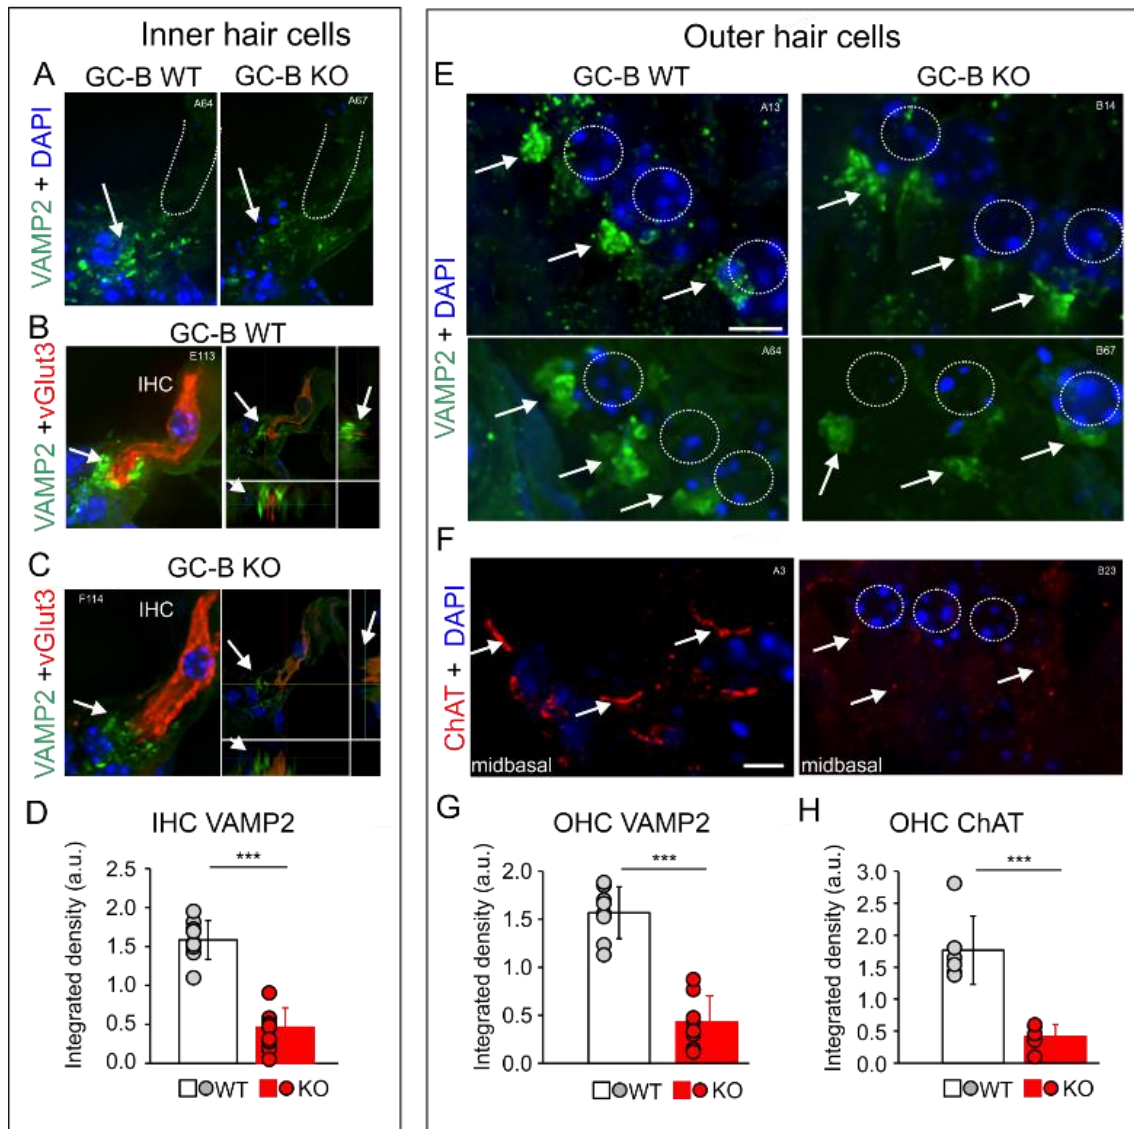 Inner hair cells
A
GC-B WT
GC-B KO
VAMP2 + DAPI
A64
A67
B
GC-B WT
VAMP2 +vGlut3
E113
IHC
C
GC-B KO
VAMP2 +vGlut3
F114
IHC
D
IHC VAMP2
***
Integrated density (a.u.)
2.5
2.0
1.5
1.0
0.5
0.0
WT
KO
Outer hair cells
E
GC-B WT
GC-B KO
VAMP2 + DAPI
A13
B14
A64
B67
F
ChAT + DAPI
A3
B23
midbasal
midbasal
G
OHC VAMP2
***
Integrated density (a.u.)
2.0
1.5
1.0
0.5
0.0
WT
KO
H
OHC ChAT
***
Integrated density (a.u.)
3.0
2.5
2.0
1.5
1.0
0.5
0.0
WT
KO